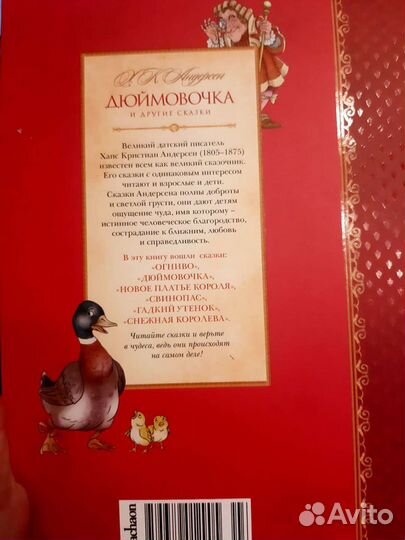 Х. К. Андерсен
ДЮЙМОВОЧКА
И ДРУГИЕ СКАЗКИ
Великий датский писатель
Ханс Кристиан Андерсен (1805–1875)
известен всем как великий сказочник.
Его сказки с одинаковым интересом
читают и взрослые и дети.
Сказки Андерсена полны доброты
и светлой грусти, они дают детям
ощущение чуда, имя которому –
истинное человеческое благородство,
сострадание к ближним, любовь
и справедливость.
В эту книгу вошли сказки:
«ОГНИВО»,
«ДЮЙМОВОЧКА»,
«НОВОЕ ПЛАТЬЕ КОРОЛЯ»,
«СВИНОПАС»,
«ГАДКИЙ УТЕНОК»,
«СНЕЖНАЯ КОРОЛЕВА».
Читайте сказки и верьте
в чудеса, ведь они происходят
на самом деле!
achaon
Avito